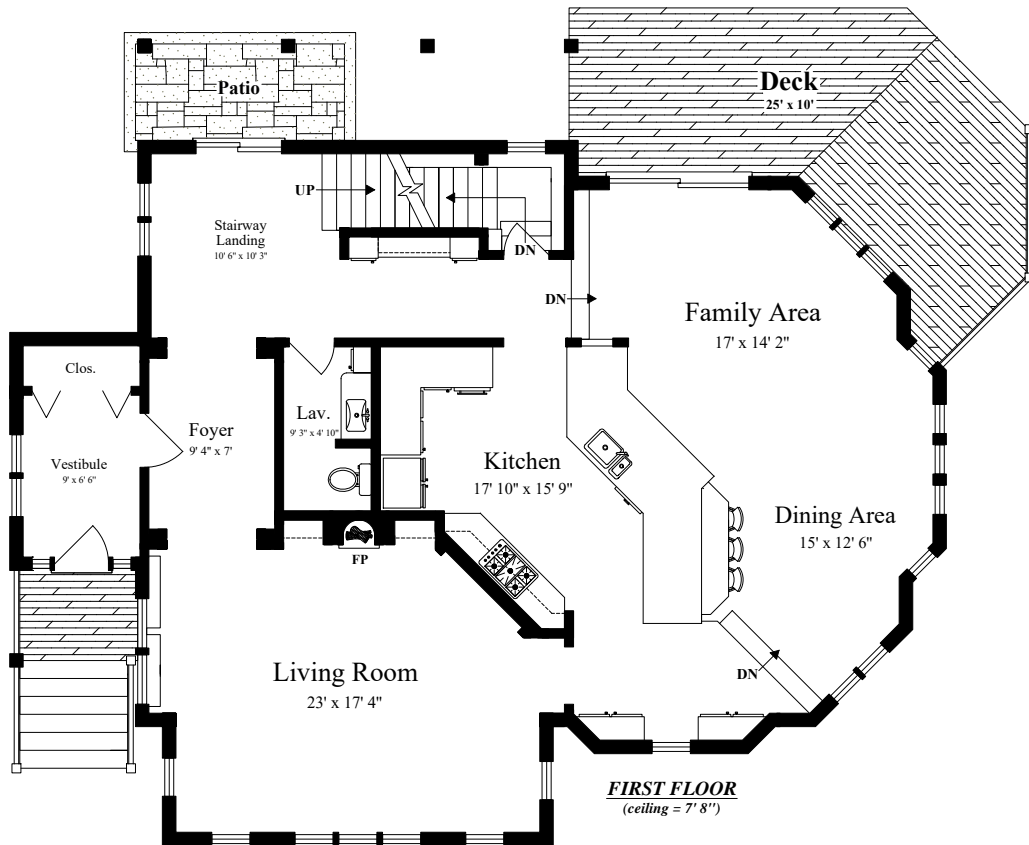 Patio
Deck
25' x 10'
UP
Stairway
Landing
10' 6" x 10' 3"
DN
DN
Family Area
17' x 14' 2"
Clos.
Vestibule
9' x 6' 6"
Foyer
9' 4" x 7'
Lav.
9' 3" x 4' 10"
Kitchen
17' 10" x 15' 9"
Dining Area
15' x 12' 6"
FP
Living Room
23' x 17' 4"
DN
FIRST FLOOR
(ceiling = 7' 8")